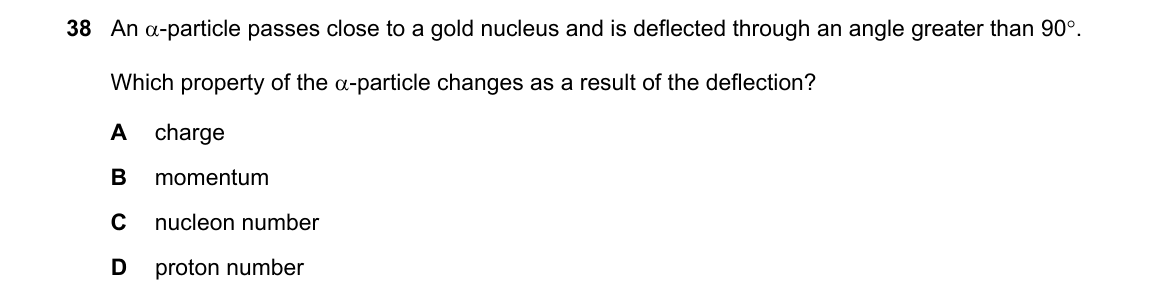 38 An α-particle passes close to a gold nucleus and is deflected through an angle greater than 90°.
Which property of the α-particle changes as a result of the deflection?
A charge
B momentum
C nucleon number
D proton number